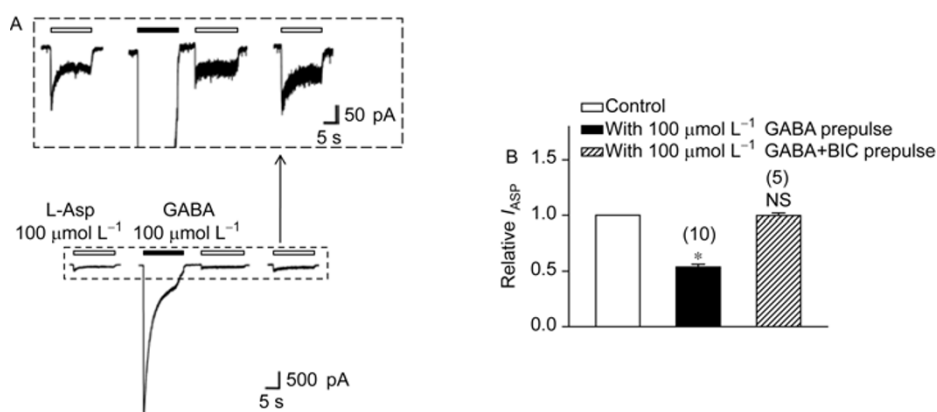 A
50 pA
5 s
L-Asp GABA
100 μmol L⁻¹ 100 μmol L⁻¹
500 pA
5 s
Control
With 100 μmol L⁻¹ GABA prepulse
With 100 μmol L⁻¹ GABA+BIC prepulse
B
1.5
1.0
0.5
0.0
Relative I_ASP
(10)
*
(5)
NS